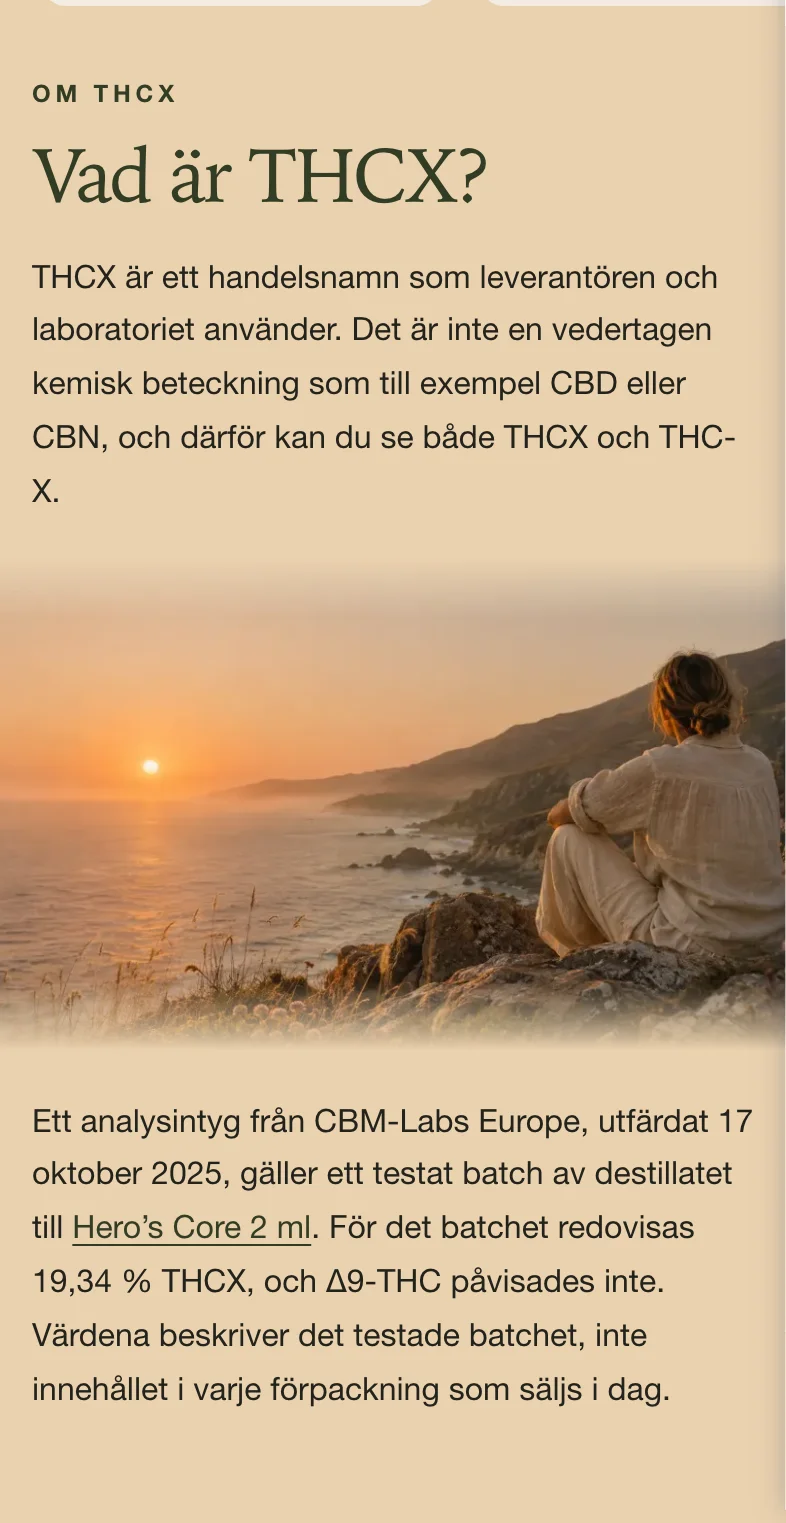 OM THCX
Vad är THCX?
THCX är ett handelsnamn som leverantören och
laboratoriet använder. Det är inte en vedertagen
kemisk beteckning som till exempel CBD eller
CBN, och därför kan du se både THCX och THC-
X.
Ett analysintyg från CBM-Labs Europe, utfärdat 17
oktober 2025, gäller ett testat batch av destillatet
till Hero’s Core 2 ml. För det batchet redovisas
19,34 % THCX, och Δ9-THC påvisades inte.
Värdena beskriver det testade batchet, inte
innehållet i varje förpackning som säljs i dag.